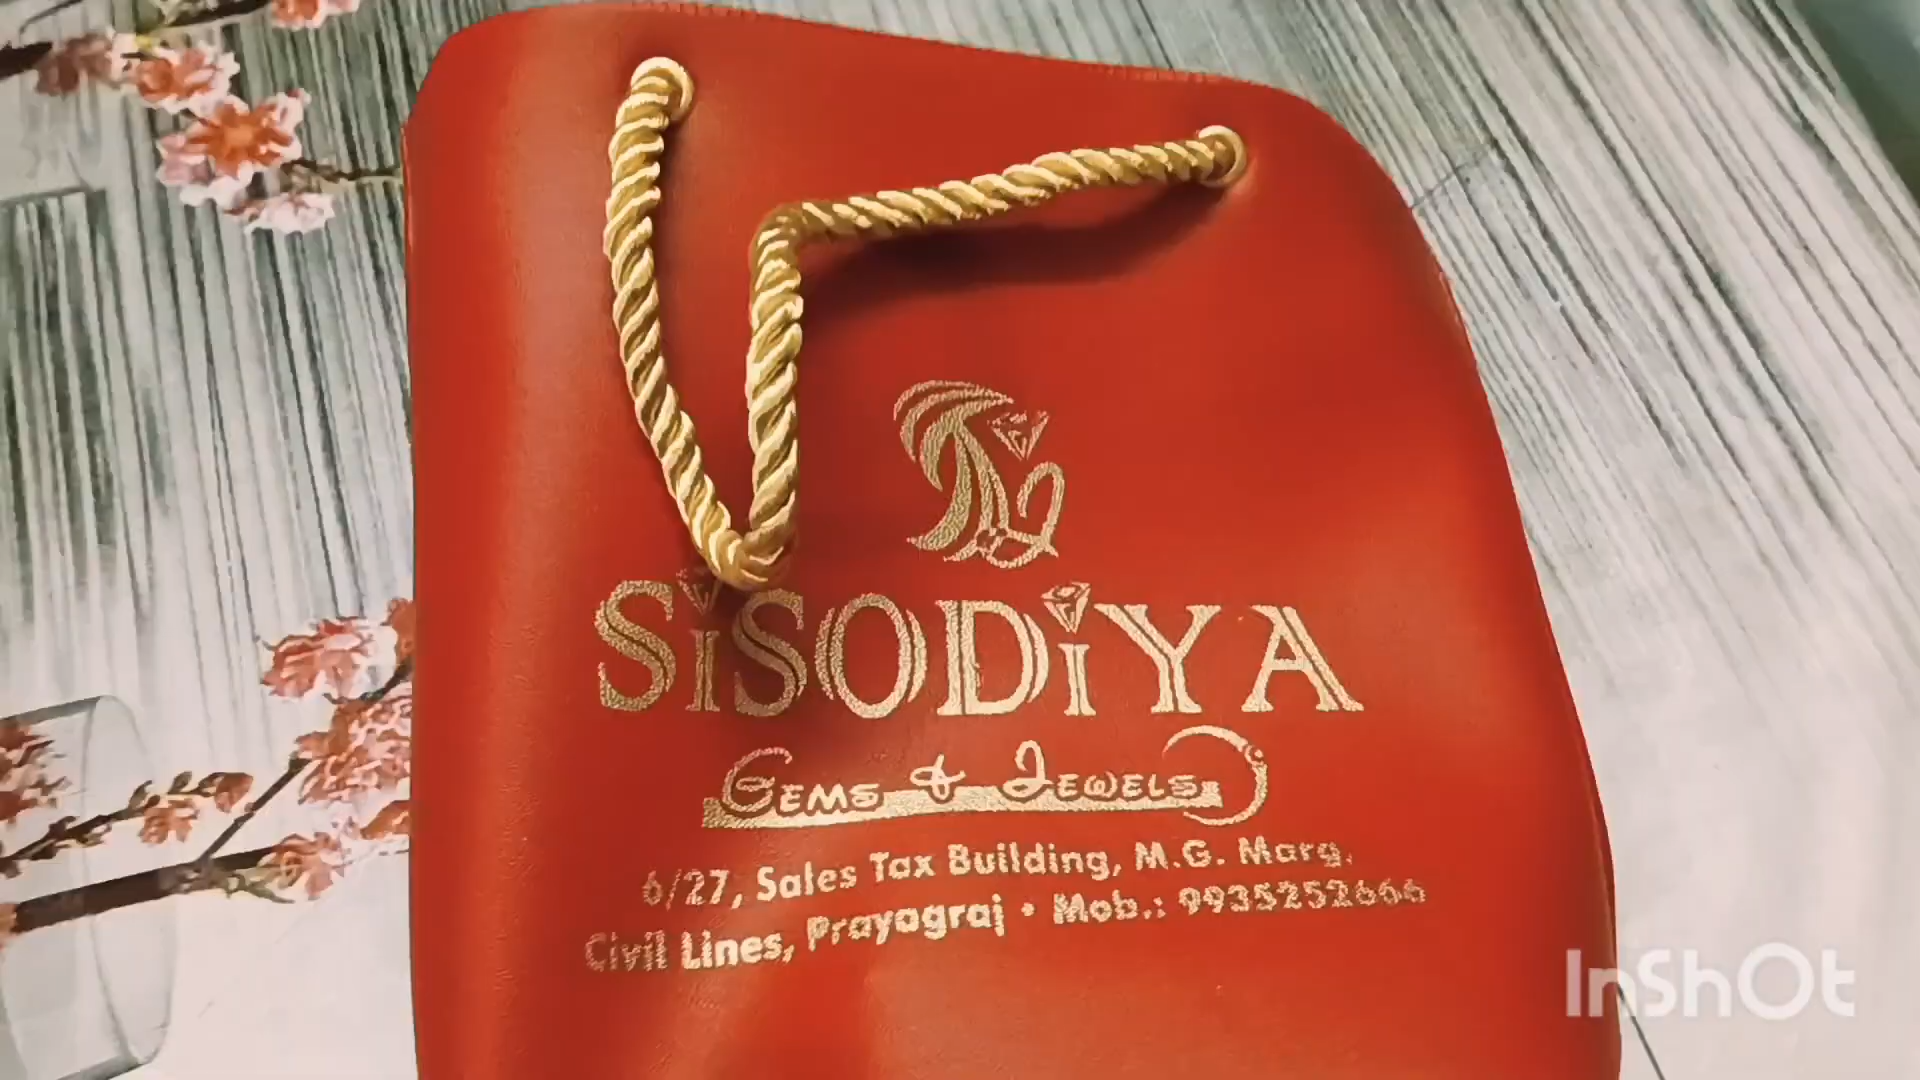 SiSODiYA
GEMS & JEWELS
6/27, Sales Tax Building, M.G. Marg,
Civil Lines, Prayagraj • Mob.: 9935252666
InShOt